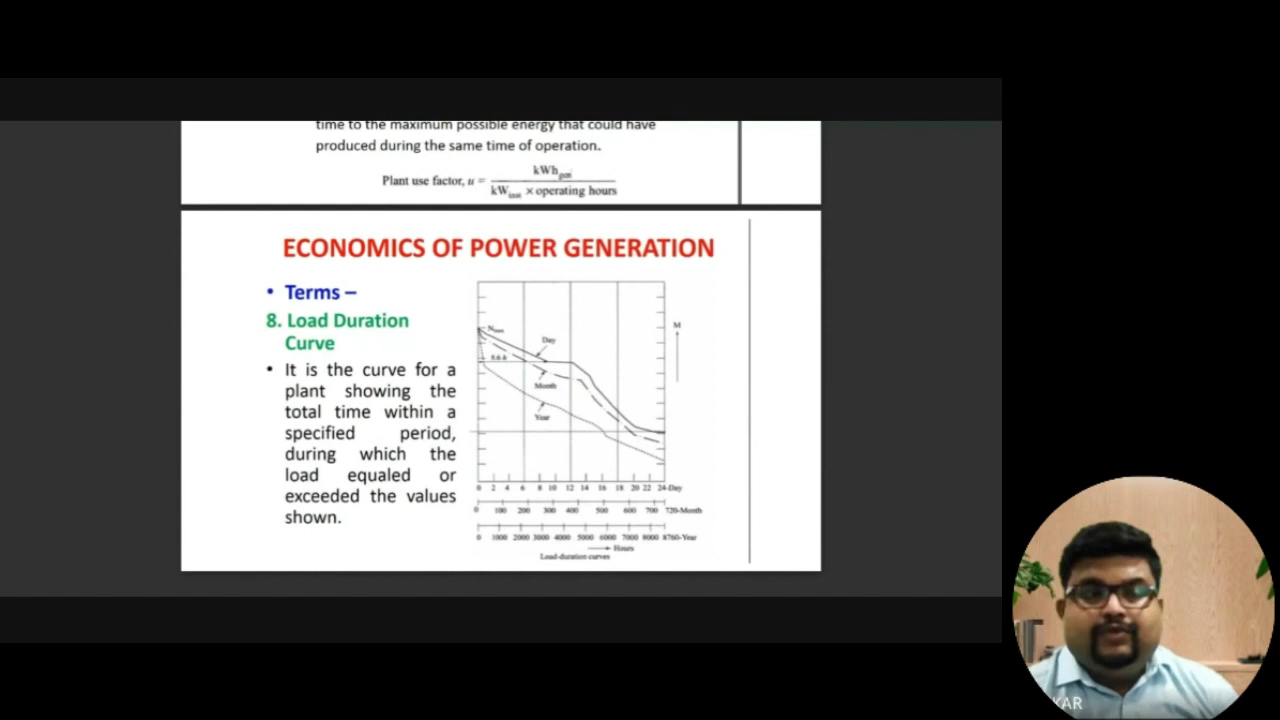 time to the maximum possible energy that could have
produced during the same time of operation.
kWh
Plant use factor, u =
kW × operating hours
ECONOMICS OF POWER GENERATION
• Terms –
8. Load Duration
Curve
• It is the curve for a
plant showing the
total time within a
specified period,
during which the
load equaled or
exceeded the values
shown.
M
Day
Month
Year
0 2 4 6 8 10 12 14 16 18 20 22 24-Day
0 100 200 300 400 500 600 700 720-Month
0 1000 2000 3000 4000 5000 6000 7000 8000 8760-Year
Hours
Load-duration curves
KAR